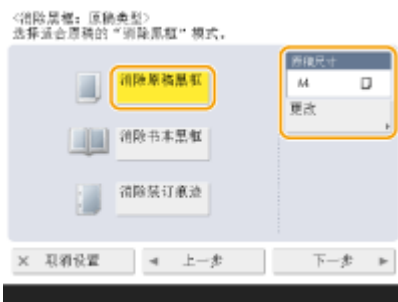 <消除黑框：原稿类型>
选择适合原稿的“消除黑框”模式。
原稿尺寸
消除原稿黑框
A4
更改
消除书本黑框
消除装订痕迹
× 取消设置
◀ 上一步
下一步 ▶